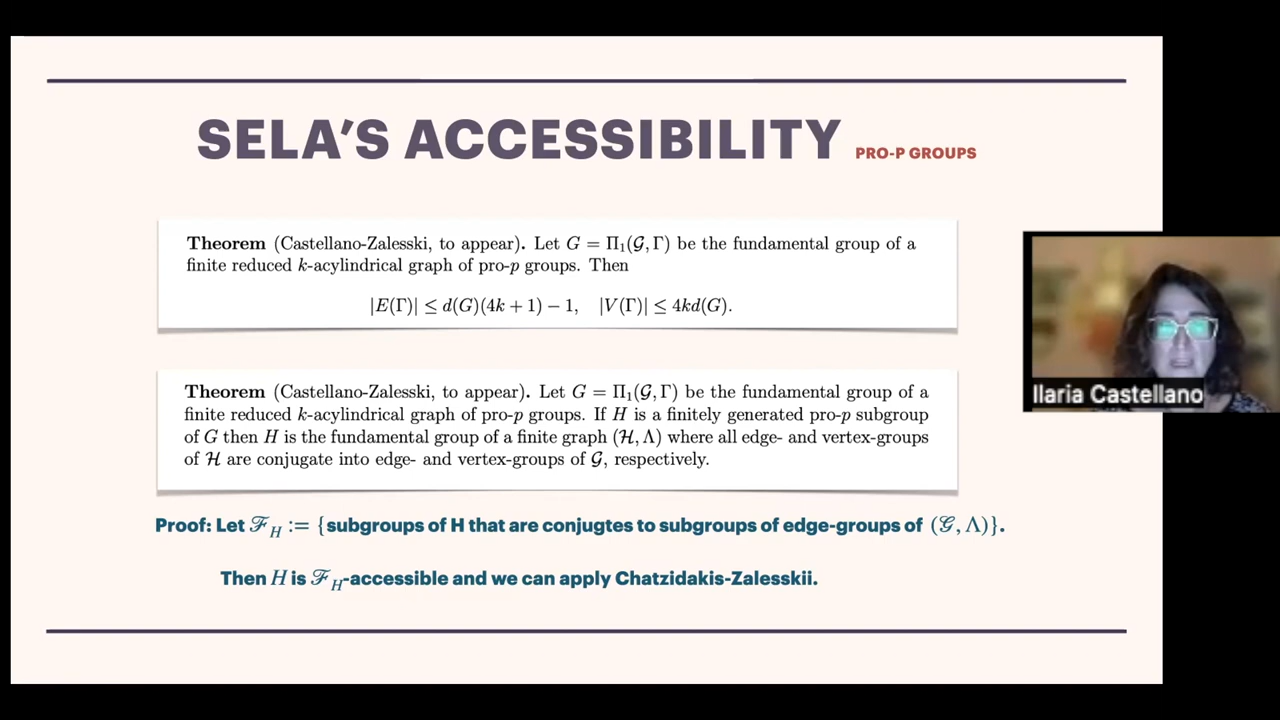 SELA'S ACCESSIBILITY PRO-P GROUPS
Theorem (Castellano-Zalesski, to appear). Let G = Π₁(𝒢, Γ) be the fundamental group of a
finite reduced k-acylindrical graph of pro-p groups. Then
|E(Γ)| ≤ d(G)(4k + 1) − 1, |V(Γ)| ≤ 4kd(G).
Theorem (Castellano-Zalesski, to appear). Let G = Π₁(𝒢, Γ) be the fundamental group of a
finite reduced k-acylindrical graph of pro-p groups. If H is a finitely generated pro-p subgroup
of G then H is the fundamental group of a finite graph (ℋ, Λ) where all edge- and vertex-groups
of ℋ are conjugate into edge- and vertex-groups of 𝒢, respectively.
Ilaria Castellano
Proof: Let ℱ_H := {subgroups of H that are conjugtes to subgroups of edge-groups of (𝒢, Λ)}.
Then H is ℱ_H-accessible and we can apply Chatzidakis-Zalesskii.